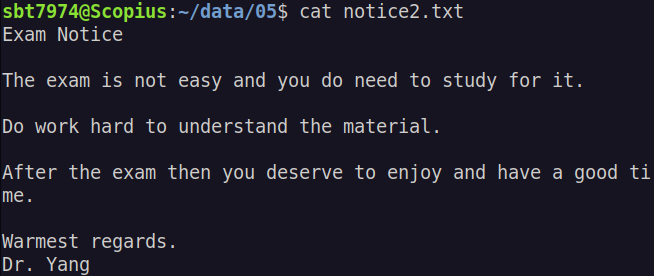 sbt7974@Scopius:~/data/05$ cat notice2.txt
Exam Notice
The exam is not easy and you do need to study for it.
Do work hard to understand the material.
After the exam then you deserve to enjoy and have a good ti
me.
Warmest regards.
Dr. Yang